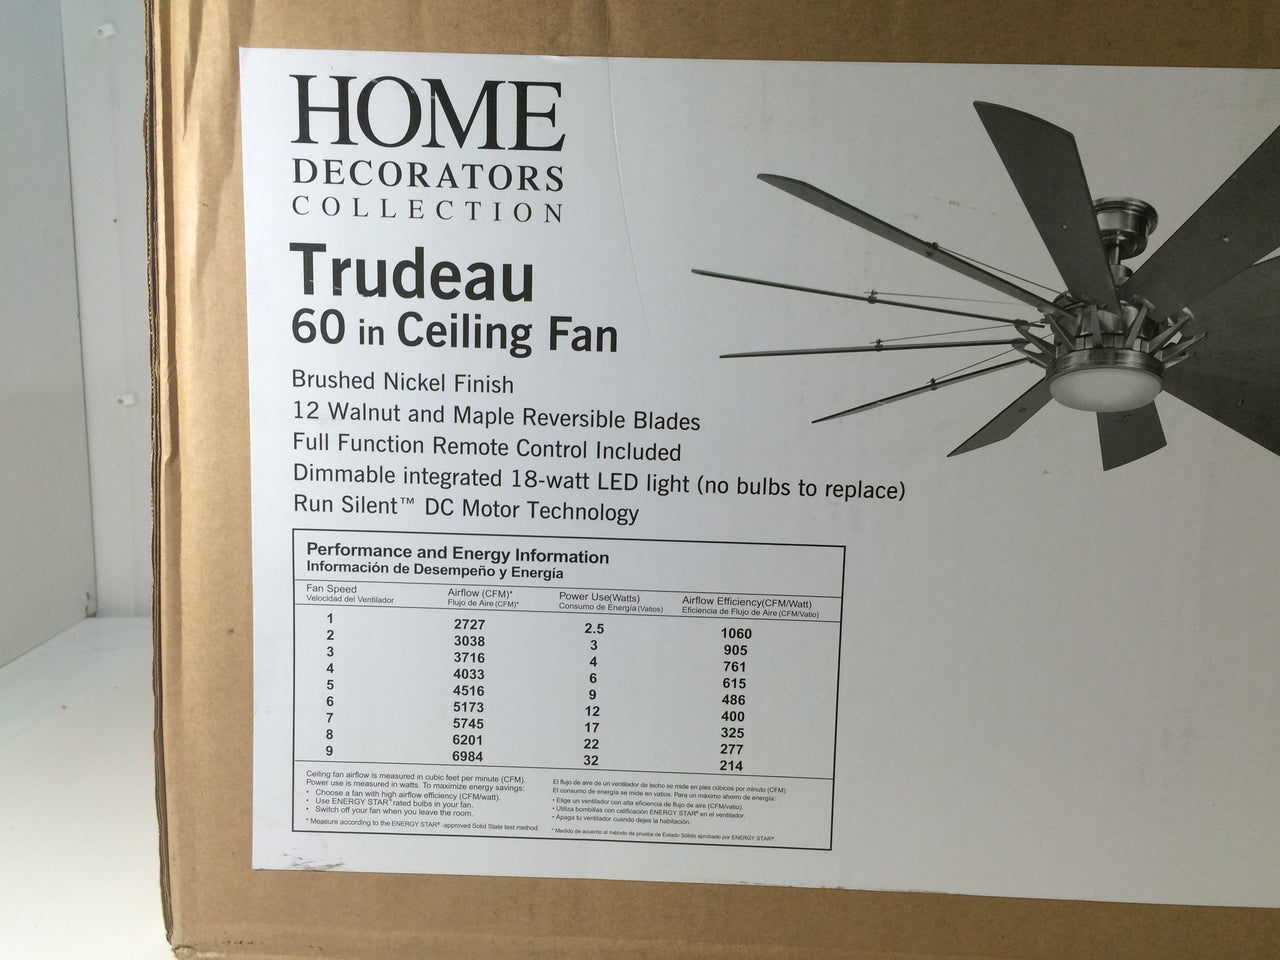 HOME
DECORATORS
COLLECTION
Trudeau
60 in Ceiling Fan
Brushed Nickel Finish
12 Walnut and Maple Reversible Blades
Full Function Remote Control Included
Dimmable integrated 18-watt LED light (no bulbs to replace)
Run Silent™ DC Motor Technology
Performance and Energy Information
Información de Desempeño y Energía
Fan Speed Airflow (CFM)* Power Use(Watts) Airflow Efficiency(CFM/Watt)
Velocidad del Ventilador Flujo de Aire (CFM)* Consumo de Energía (Vatios) Eficiencia de Flujo de Aire (CFM/Vatio)
1 2727 2.5 1060
2 3038 3 905
3 3716 4 761
4 4033 6 615
5 4516 9 486
6 5173 12 400
7 5745 17 325
8 6201 22 277
9 6984 32 214
Ceiling fan airflow is measured in cubic feet per minute (CFM).
Power use is measured in watts. To maximize energy savings:
• Choose a fan with high airflow efficiency (CFM/watt).
• Use ENERGY STAR® rated bulbs in your fan.
• Switch off your fan when you leave the room.
* Measure according to the ENERGY STAR® -approved Solid State test method.
El flujo de aire de un ventilador de techo se mide en pies cúbicos por minuto (CFM).
El consumo de energía se mide en vatios. Para un máximo ahorro de energía:
• Elige un ventilador con alta eficiencia de flujo de aire (CFM/vatio).
• Utiliza bombillas con calificación ENERGY STAR® en el ventilador.
• Apaga tu ventilador cuando dejes la habitación.
* Medido de acuerdo al método de prueba de Estado Sólido aprobado por ENERGY STAR®.